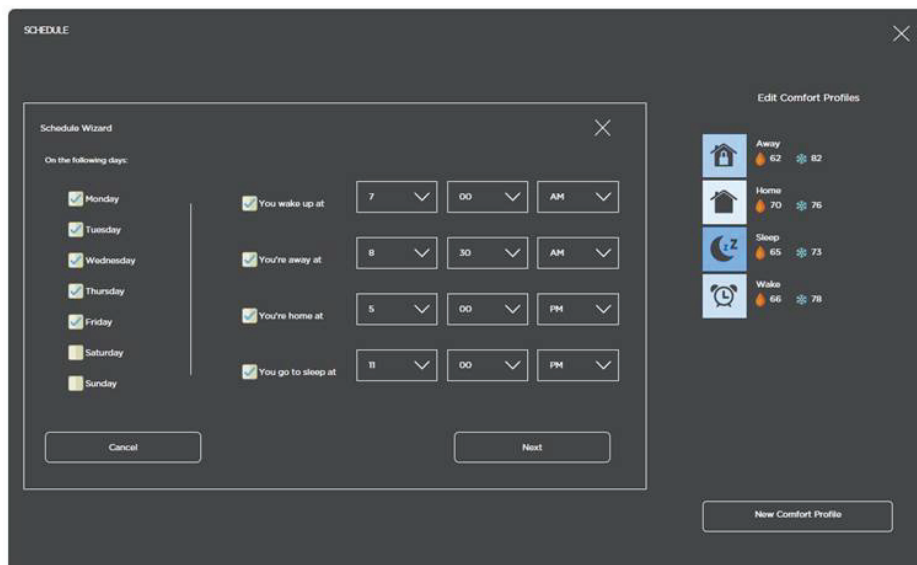 SCHEDULE
Edit Comfort Profiles
Schedule Wizard
On the following days:
Monday
Tuesday
Wednesday
Thursday
Friday
Saturday
Sunday
You wake up at 7 00 AM
You're away at 8 30 AM
You're home at 5 00 PM
You go to sleep at 11 00 PM
Cancel
Next
Away
62 82
Home
70 76
Sleep
65 73
Wake
66 78
New Comfort Profile